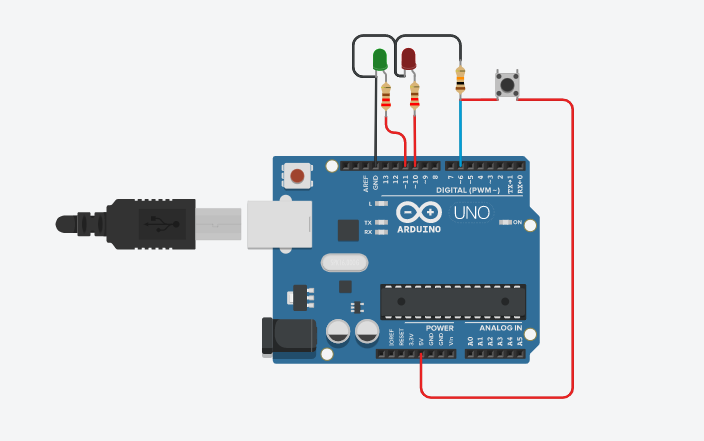 AREF
GND
13
12
~11
~10
~9
8
7
~6
~5
4
~3
2
TX→1
RX←0
DIGITAL (PWM~)
L
TX
RX
UNO
ARDUINO
ON
POWER
ANALOG IN
IOREF
RESET
3.3V
5V
GND
GND
Vin
A0
A1
A2
A3
A4
A5